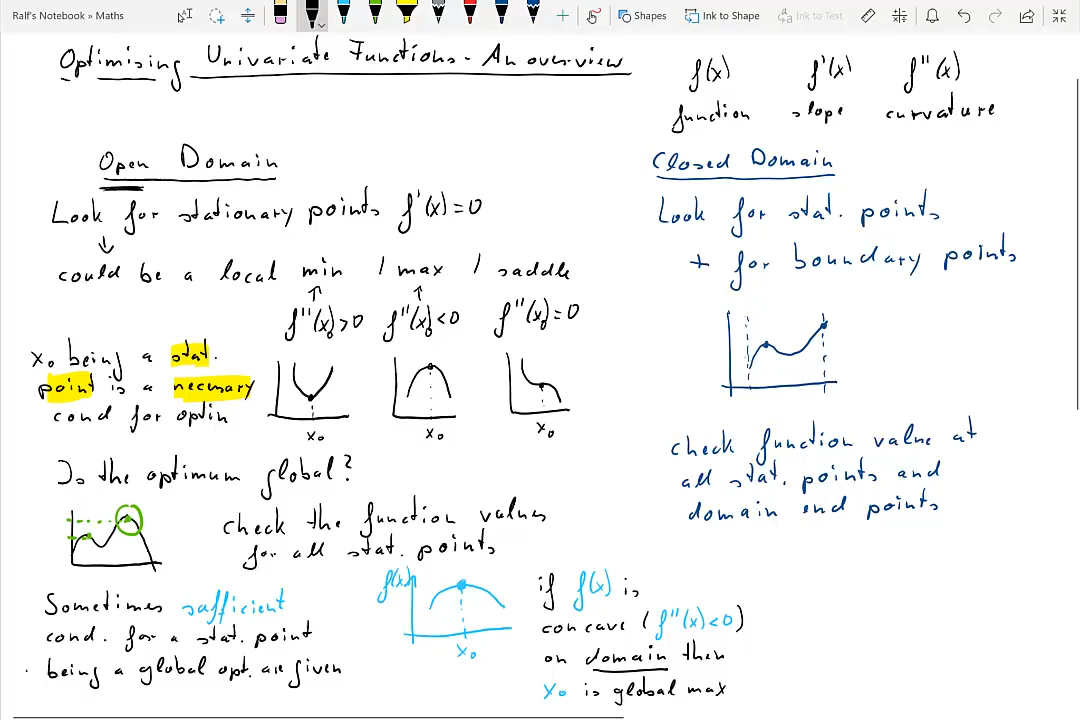 Ralf's Notebook » Maths
Shapes
Ink to Shape
Ink to Text
Optimising Univariate Functions - An overview
f(x) f'(x) f''(x)
function slope curvature
Open Domain
Look for stationary points f'(x)=0
could be a local min / max / saddle
f''(x₀)>0 f''(x₀)<0 f''(x₀)=0
x₀ being a stat.
point is a necessary
cond for optim
x₀ x₀ x₀
Is the optimum global?
check the function values
for all stat. points
Sometimes sufficient
cond. for a stat. point
being a global opt. are given
f(x)
x₀
if f(x) is
concave (f''(x)<0)
on domain then
x₀ is global max
Closed Domain
Look for stat. points
+ for boundary points
check function value at
all stat. points and
domain end points